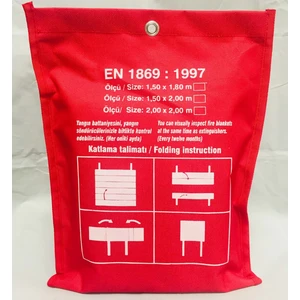 EN 1869 : 1997
Ölçü / Size: 1,50 x 1,80 m
Ölçü / Size: 1,50 x 2,00 m
Ölçü / Size: 2,00 x 2,00 m
Yangın battaniyesini, yangın söndürücülerinizle birlikte kontrol edebilirsiniz. (Her oniki ayda)
You can visually inspect fire blankets at the same time as extinguishers. (Every twelve months)
Katlama talimatı / Folding instruction